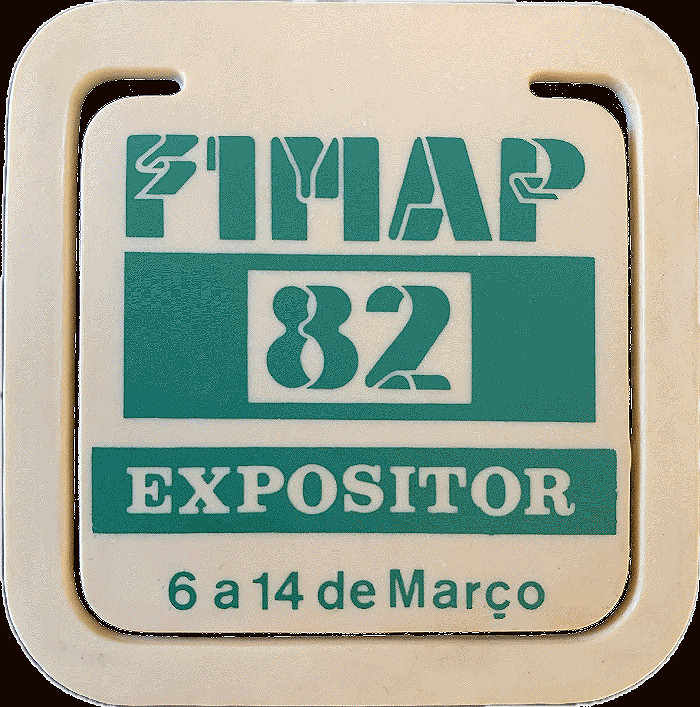 FIMAP
82
EXPOSITOR
6 a 14 de Março